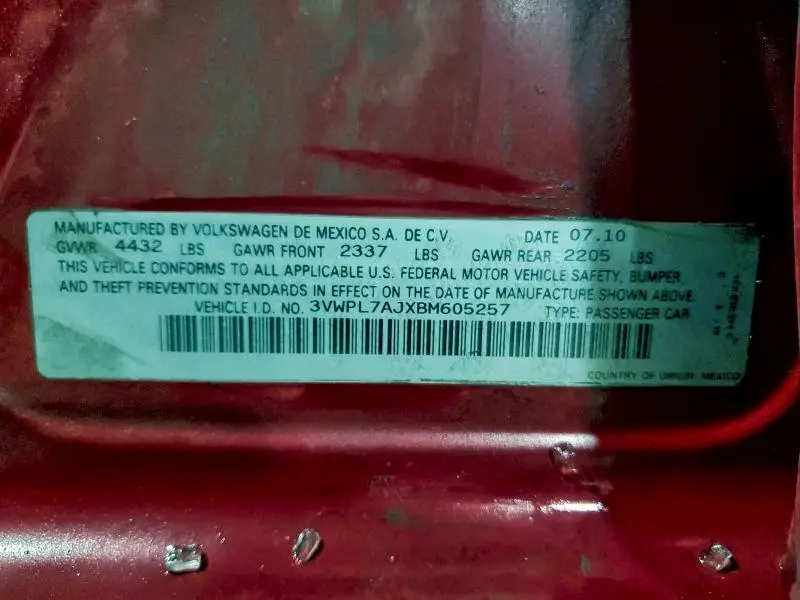 MANUFACTURED BY VOLKSWAGEN DE MEXICO S.A. DE C.V. DATE 07.10
GVWR 4432 LBS GAWR FRONT 2337 LBS GAWR REAR 2205 LBS
THIS VEHICLE CONFORMS TO ALL APPLICABLE U.S. FEDERAL MOTOR VEHICLE SAFETY, BUMPER,
AND THEFT PREVENTION STANDARDS IN EFFECT ON THE DATE OF MANUFACTURE SHOWN ABOVE.
VEHICLE I.D. NO. 3VWPL7AJXBM605257 TYPE: PASSENGER CAR
COUNTRY OF ORIGIN: MEXICO